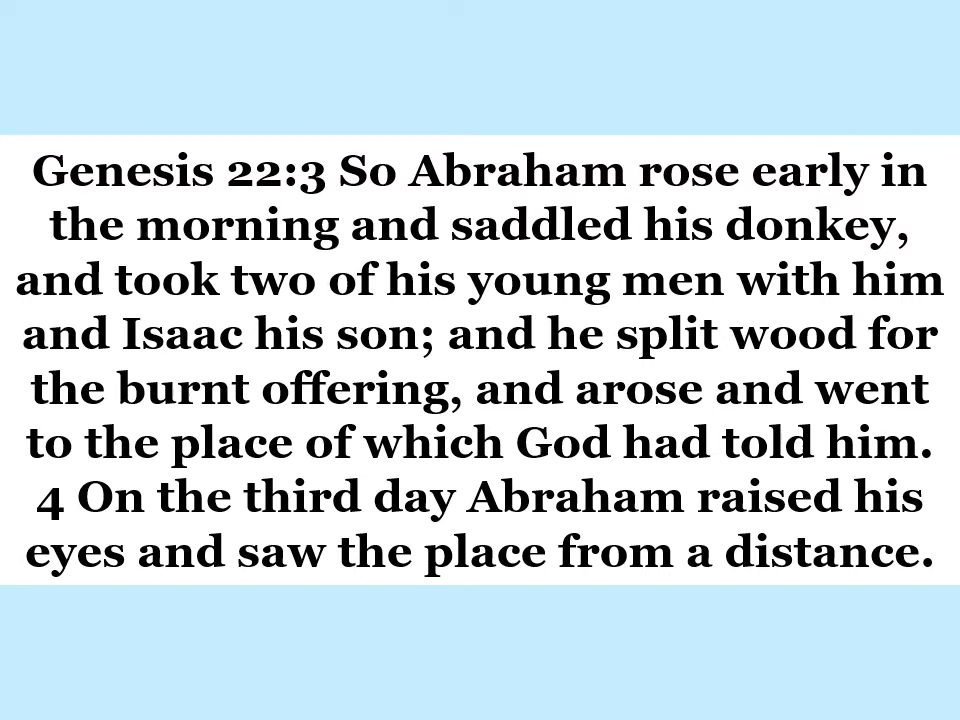 Genesis 22:3 So Abraham rose early in
the morning and saddled his donkey,
and took two of his young men with him
and Isaac his son; and he split wood for
the burnt offering, and arose and went
to the place of which God had told him.
4 On the third day Abraham raised his
eyes and saw the place from a distance.